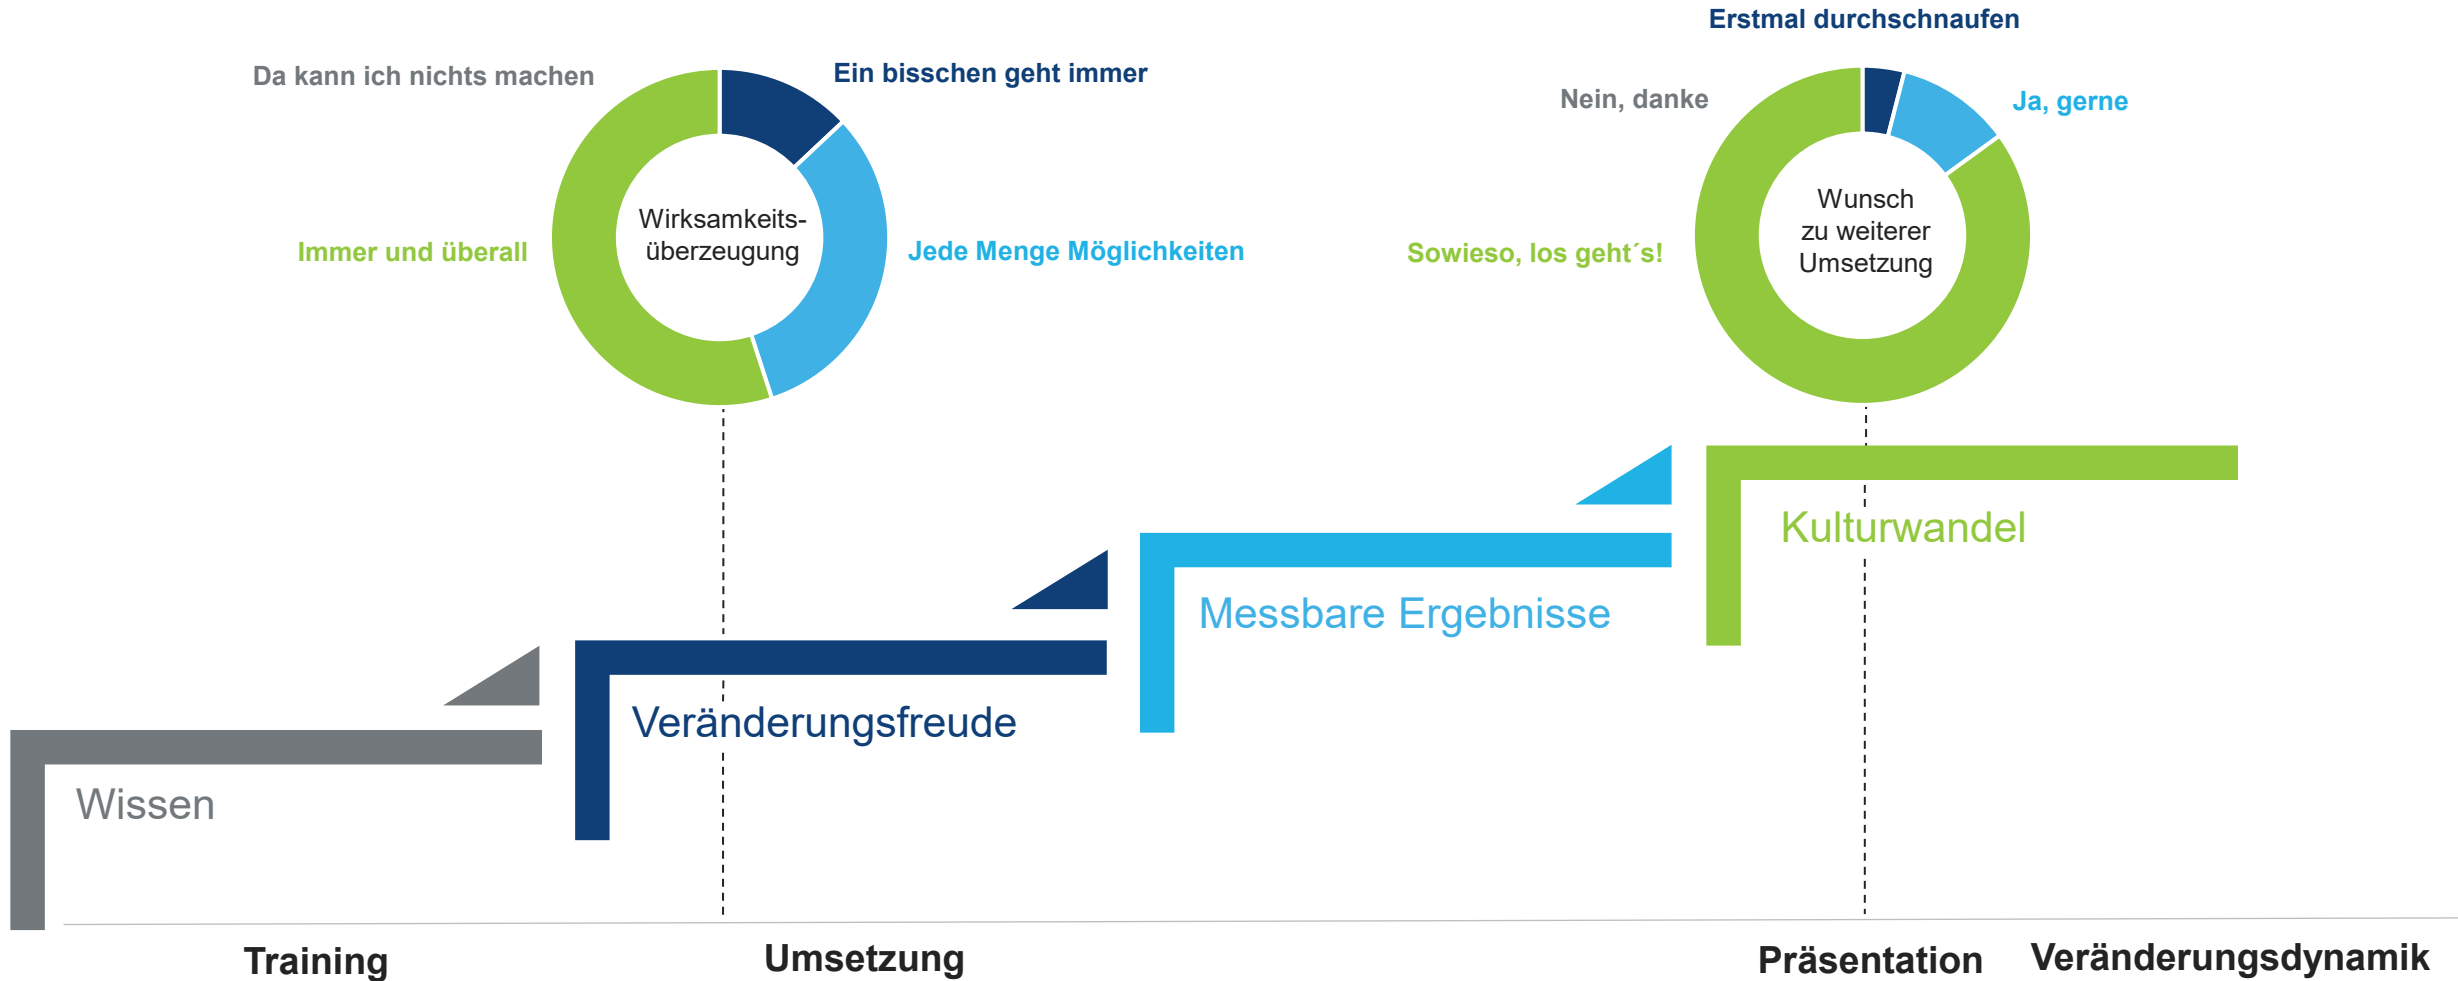 Erstmal durchschnaufen
Da kann ich nichts machen
Ein bisschen geht immer
Nein, danke
Ja, gerne
Wirksamkeits-
überzeugung
Immer und überall
Jede Menge Möglichkeiten
Wunsch
zu weiterer
Umsetzung
Sowieso, los geht´s!
Kulturwandel
Messbare Ergebnisse
Veränderungsfreude
Wissen
Training
Umsetzung
Präsentation
Veränderungsdynamik